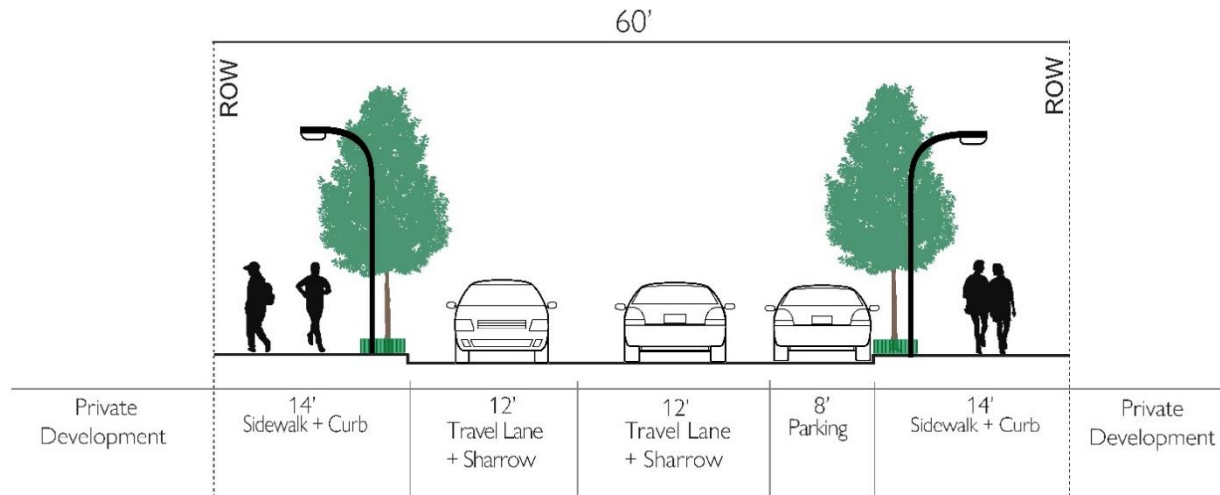 60'
ROW
ROW
Private
Development
14'
Sidewalk + Curb
12'
Travel Lane
+ Sharrow
12'
Travel Lane
+ Sharrow
8'
Parking
14'
Sidewalk + Curb
Private
Development